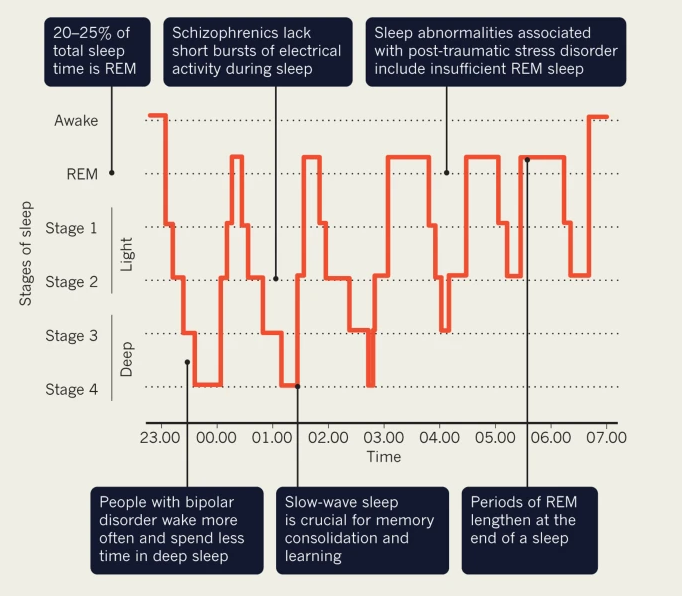 20–25% of
total sleep
time is REM
Schizophrenics lack
short bursts of electrical
activity during sleep
Sleep abnormalities associated
with post-traumatic stress disorder
include insufficient REM sleep
Stages of sleep
Awake
REM
Stage 1
Stage 2
Stage 3
Stage 4
Light
Deep
23.00 00.00 01.00 02.00 03.00 04.00 05.00 06.00 07.00
Time
People with bipolar
disorder wake more
often and spend less
time in deep sleep
Slow-wave sleep
is crucial for memory
consolidation and
learning
Periods of REM
lengthen at the
end of a sleep